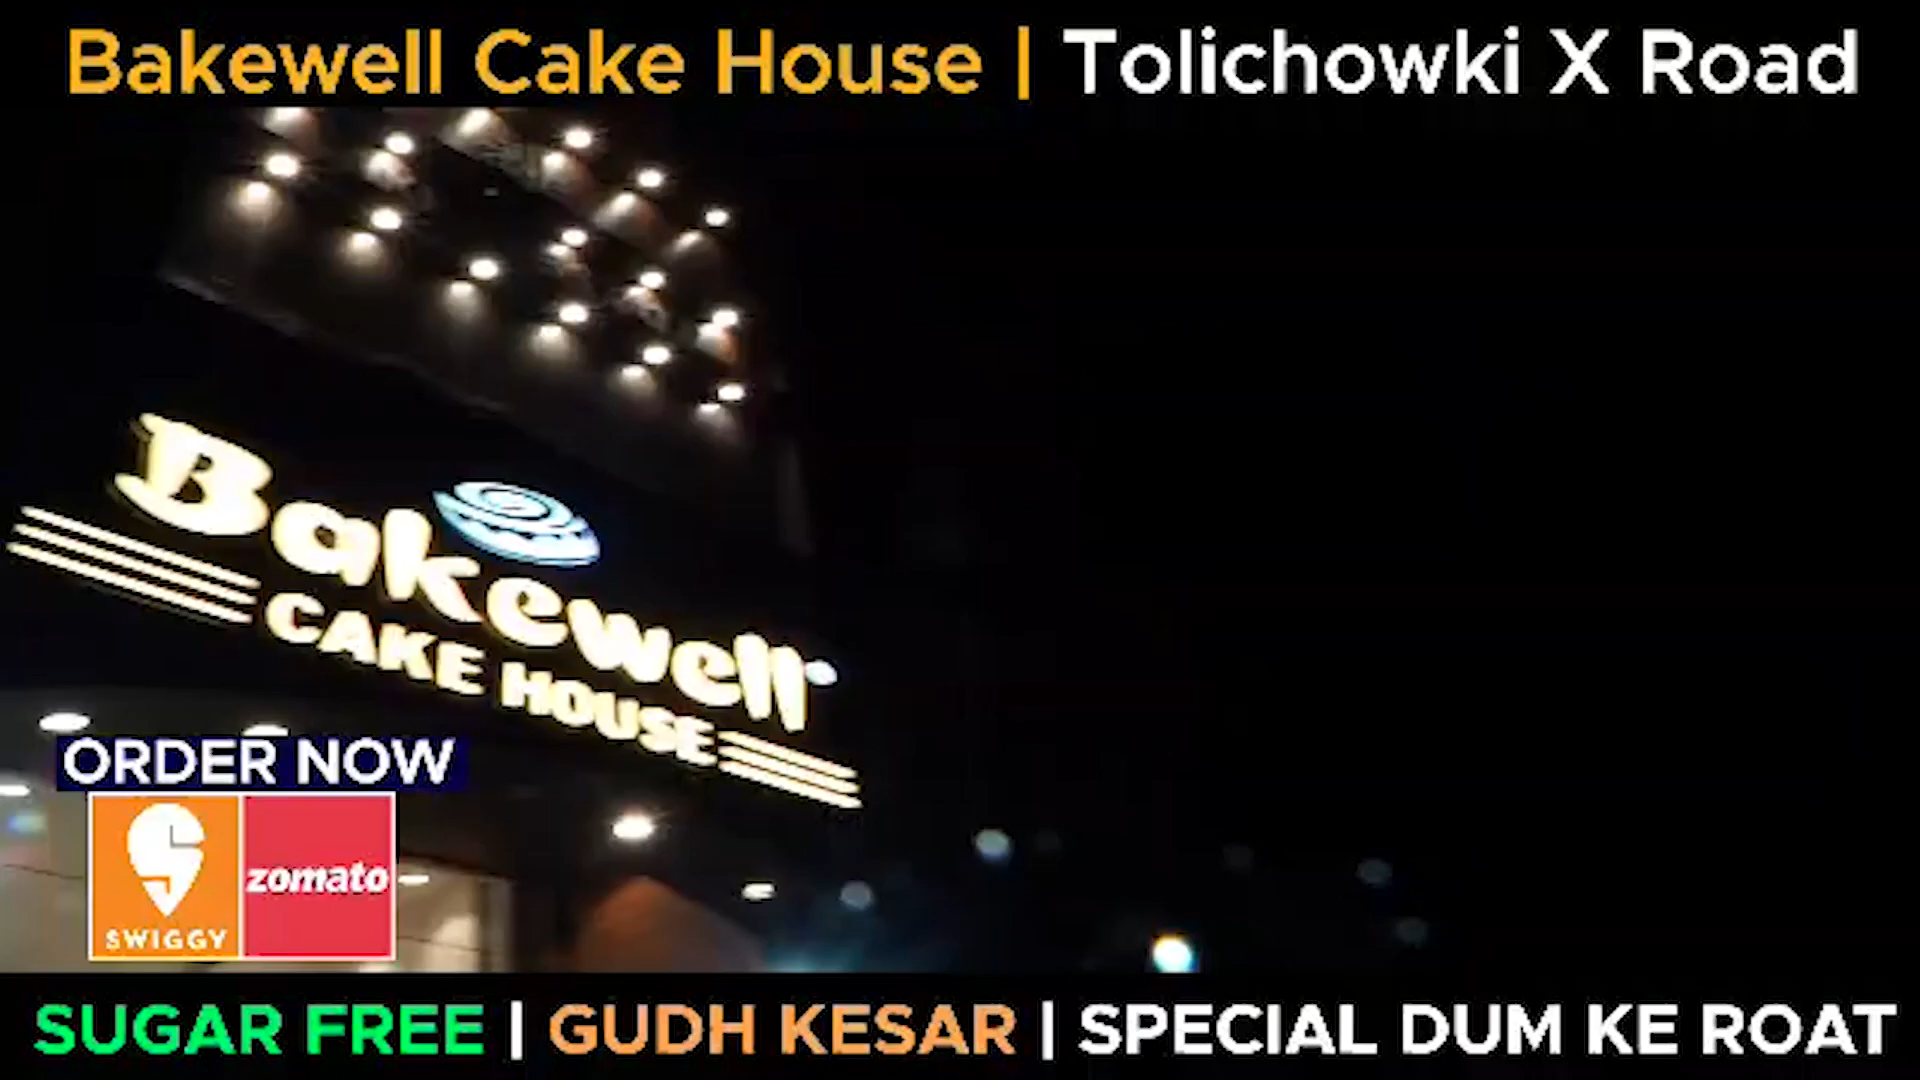 Bakewell Cake House | Tolichowki X Road
Bakewell
CAKE HOUSE
ORDER NOW
SWIGGY
zomato
SUGAR FREE | GUDH KESAR | SPECIAL DUM KE ROAT